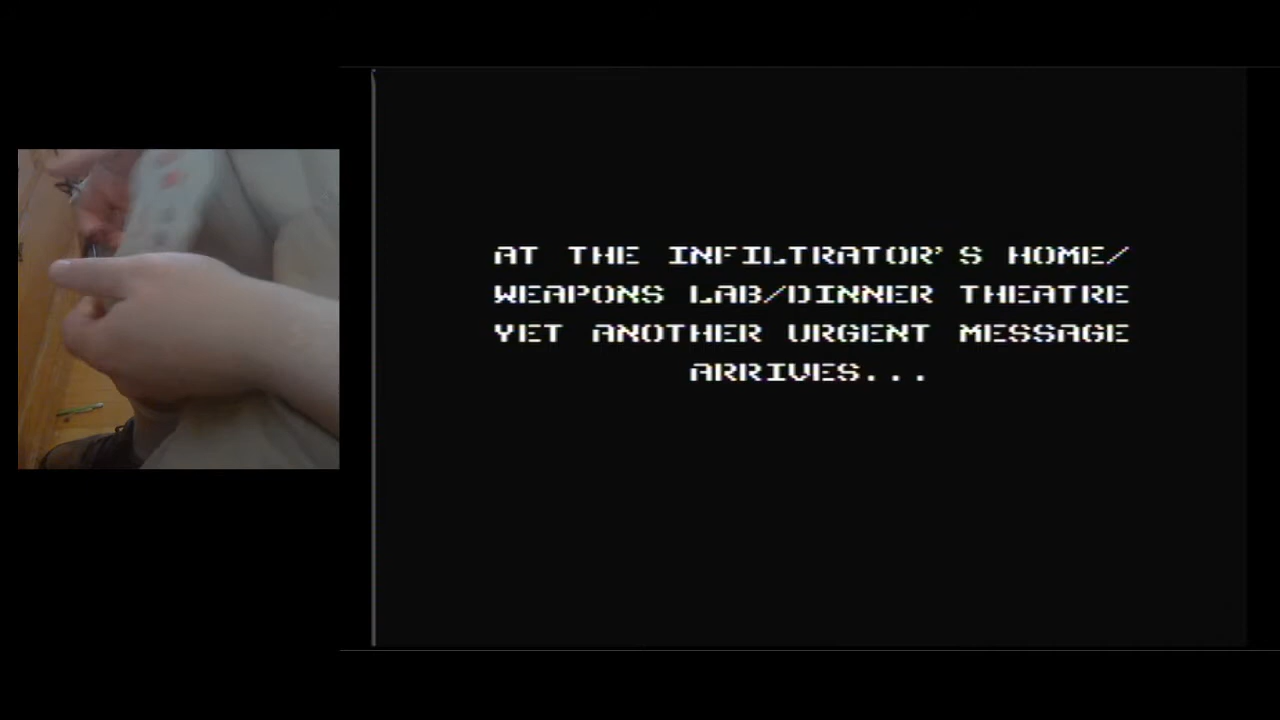 AT THE INFILTRATOR'S HOME/
WEAPONS LAB/DINNER THEATRE
YET ANOTHER URGENT MESSAGE
ARRIVES...